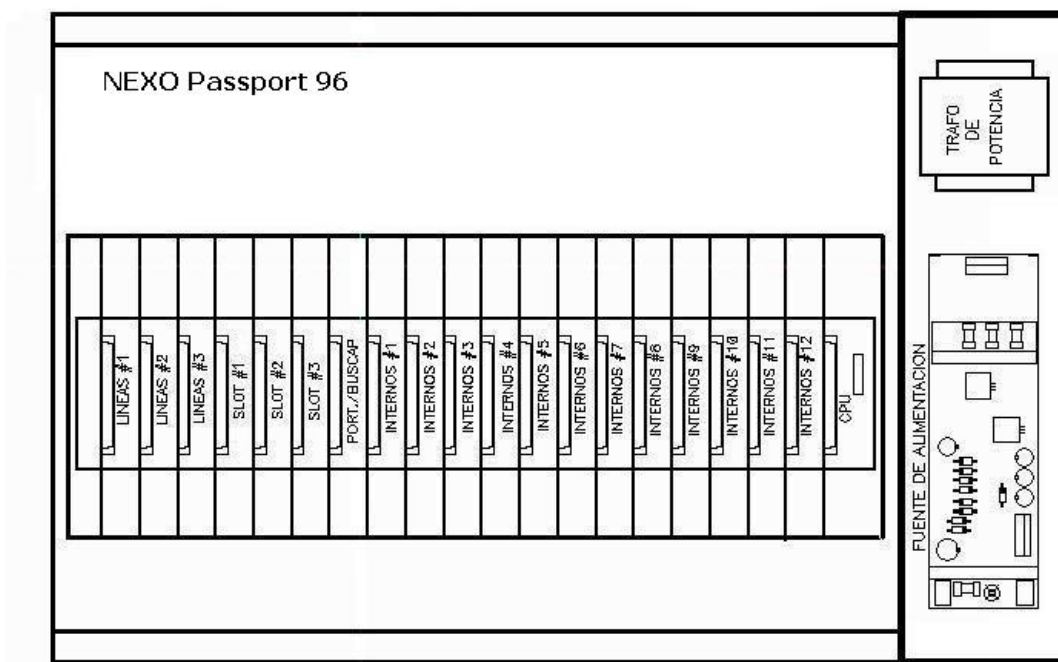 NEXO Passport 96
TRAFO
DE
POTENCIA
LINEAS #1
LINEAS #2
LINEAS #3
SLOT #1
SLOT #2
SLOT #3
PORT./BUSCAP
INTERNOS #1
INTERNOS #2
INTERNOS #3
INTERNOS #4
INTERNOS #5
INTERNOS #6
INTERNOS #7
INTERNOS #8
INTERNOS #9
INTERNOS #10
INTERNOS #11
INTERNOS #12
CPU
FUENTE DE ALIMENTACION